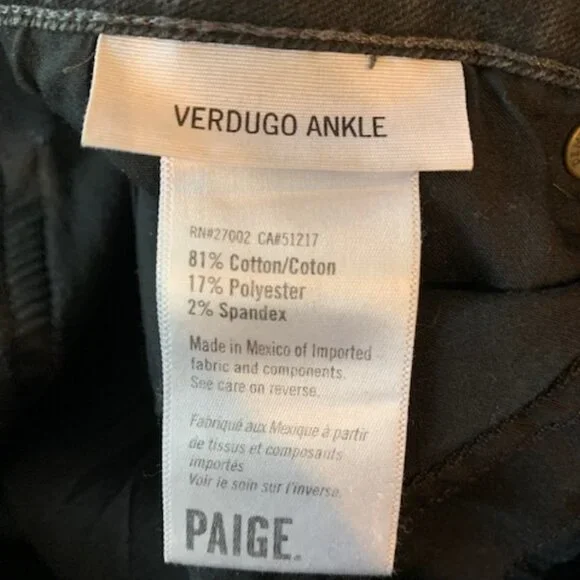 VERDUGO ANKLE
RN#27002 CA#51217
81% Cotton/Coton
17% Polyester
2% Spandex
Made in Mexico of Imported
fabric and components.
See care on reverse.
Fabriqué aux Mexique à partir
de tissus et composants
importés
Voir le soin sur l'inverse.
PAIGE.